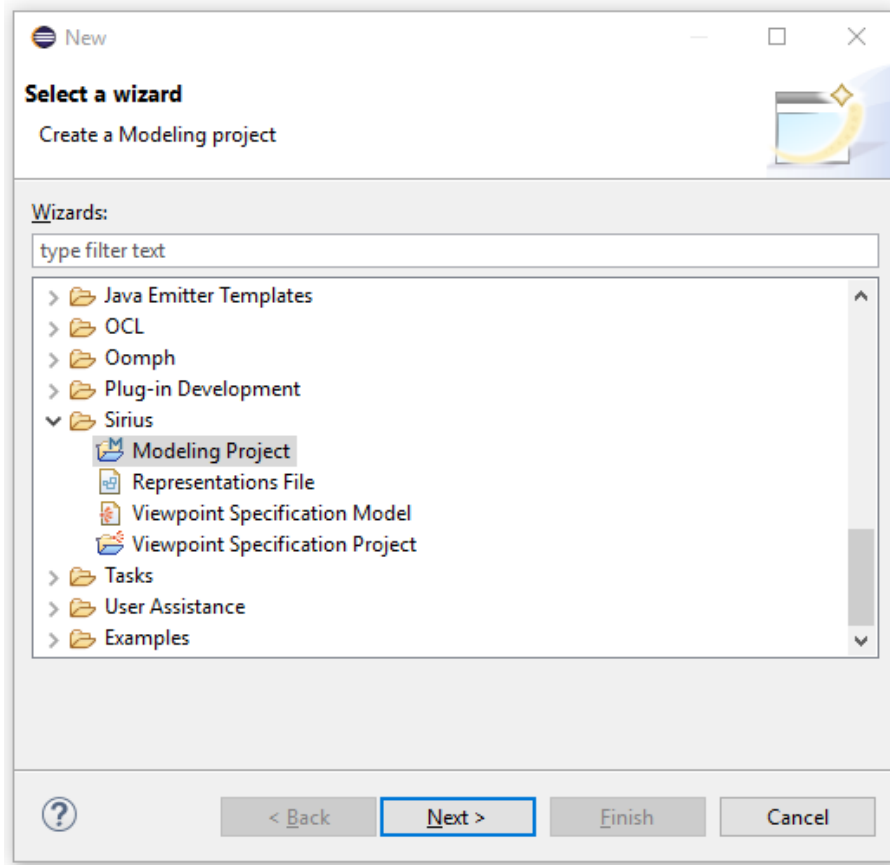 New
Select a wizard
Create a Modeling project
Wizards:
type filter text
Java Emitter Templates
OCL
Oomph
Plug-in Development
Sirius
Modeling Project
Representations File
Viewpoint Specification Model
Viewpoint Specification Project
Tasks
User Assistance
Examples
? < Back Next > Finish Cancel